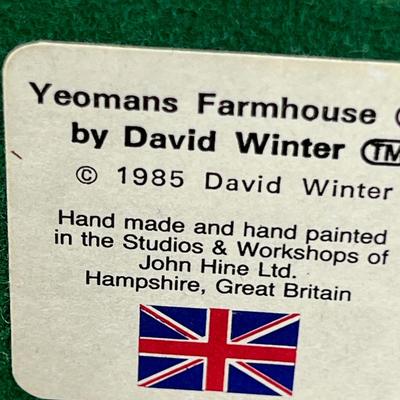 Yeomans Farmhouse
by David Winter TM
© 1985 David Winter
Hand made and hand painted
in the Studios & Workshops of
John Hine Ltd.
Hampshire, Great Britain